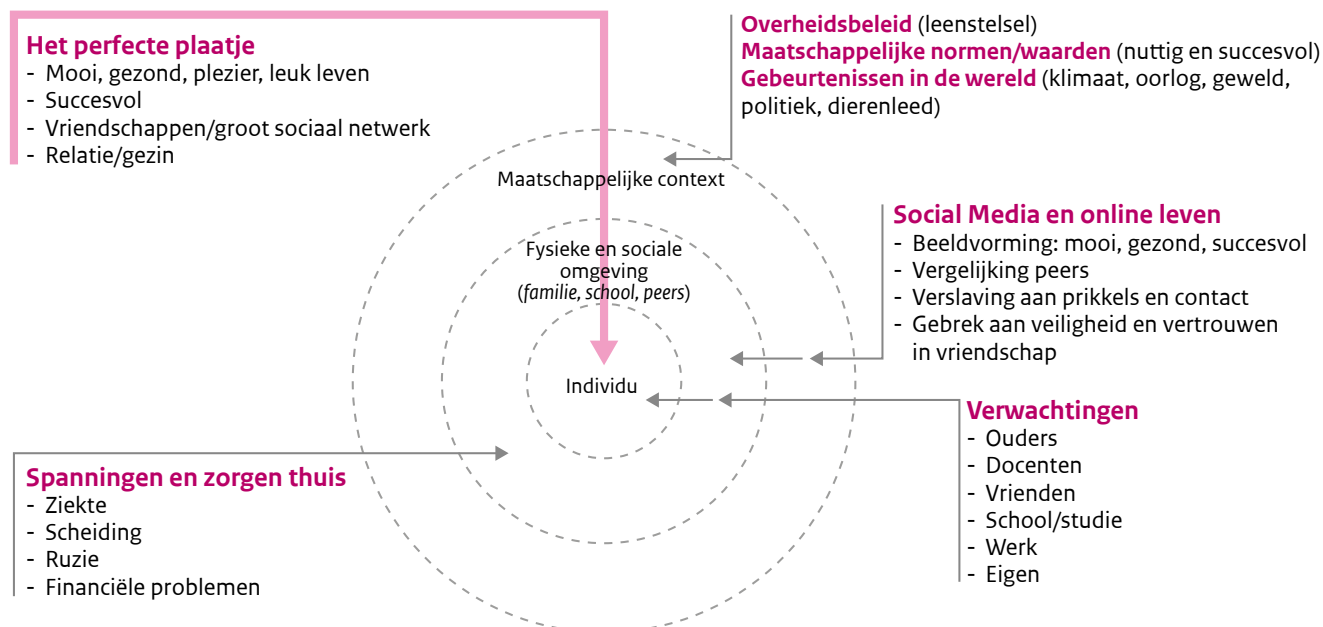 Het perfecte plaatje
- Mooi, gezond, plezier, leuk leven
- Succesvol
- Vriendschappen/groot sociaal netwerk
- Relatie/gezin
Overheidsbeleid (leenstelsel)
Maatschappelijke normen/waarden (nuttig en succesvol)
Gebeurtenissen in de wereld (klimaat, oorlog, geweld,
politiek, dierenleed)
Maatschappelijke context
Fysieke en sociale
omgeving
(familie, school, peers)
Individu
Social Media en online leven
- Beeldvorming: mooi, gezond, succesvol
- Vergelijking peers
- Verslaving aan prikkels en contact
- Gebrek aan veiligheid en vertrouwen
in vriendschap
Verwachtingen
- Ouders
- Docenten
- Vrienden
- School/studie
- Werk
- Eigen
Spanningen en zorgen thuis
- Ziekte
- Scheiding
- Ruzie
- Financiële problemen